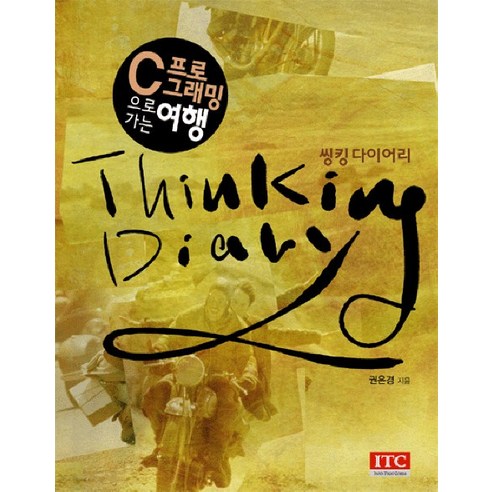 C프로
그래밍
으로
가는 여행
씽킹 다이어리
Thinking
Diary
권온경 지음
ITC